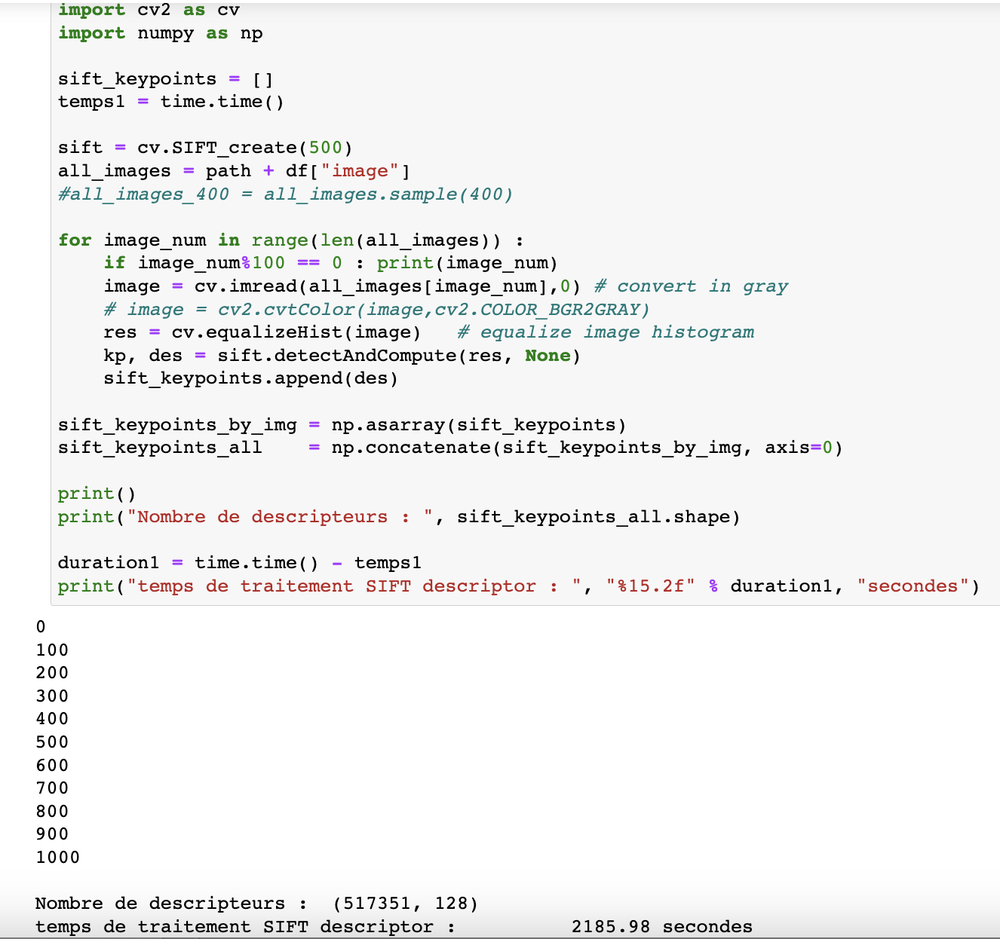 import cv2 as cv
import numpy as np
sift_keypoints = []
temps1 = time.time()
sift = cv.SIFT_create(500)
all_images = path + df["image"]
#all_images_400 = all_images.sample(400)
for image_num in range(len(all_images)) :
    if image_num%100 == 0 : print(image_num)
    image = cv.imread(all_images[image_num],0) # convert in gray
    # image = cv2.cvtColor(image,cv2.COLOR_BGR2GRAY)
    res = cv.equalizeHist(image)   # equalize image histogram
    kp, des = sift.detectAndCompute(res, None)
    sift_keypoints.append(des)
sift_keypoints_by_img = np.asarray(sift_keypoints)
sift_keypoints_all    = np.concatenate(sift_keypoints_by_img, axis=0)
print()
print("Nombre de descripteurs : ", sift_keypoints_all.shape)
duration1 = time.time() - temps1
print("temps de traitement SIFT descriptor : ", "%15.2f" % duration1, "secondes")
0
100
200
300
400
500
600
700
800
900
1000
Nombre de descripteurs :  (517351, 128)
temps de traitement SIFT descriptor :          2185.98 secondes